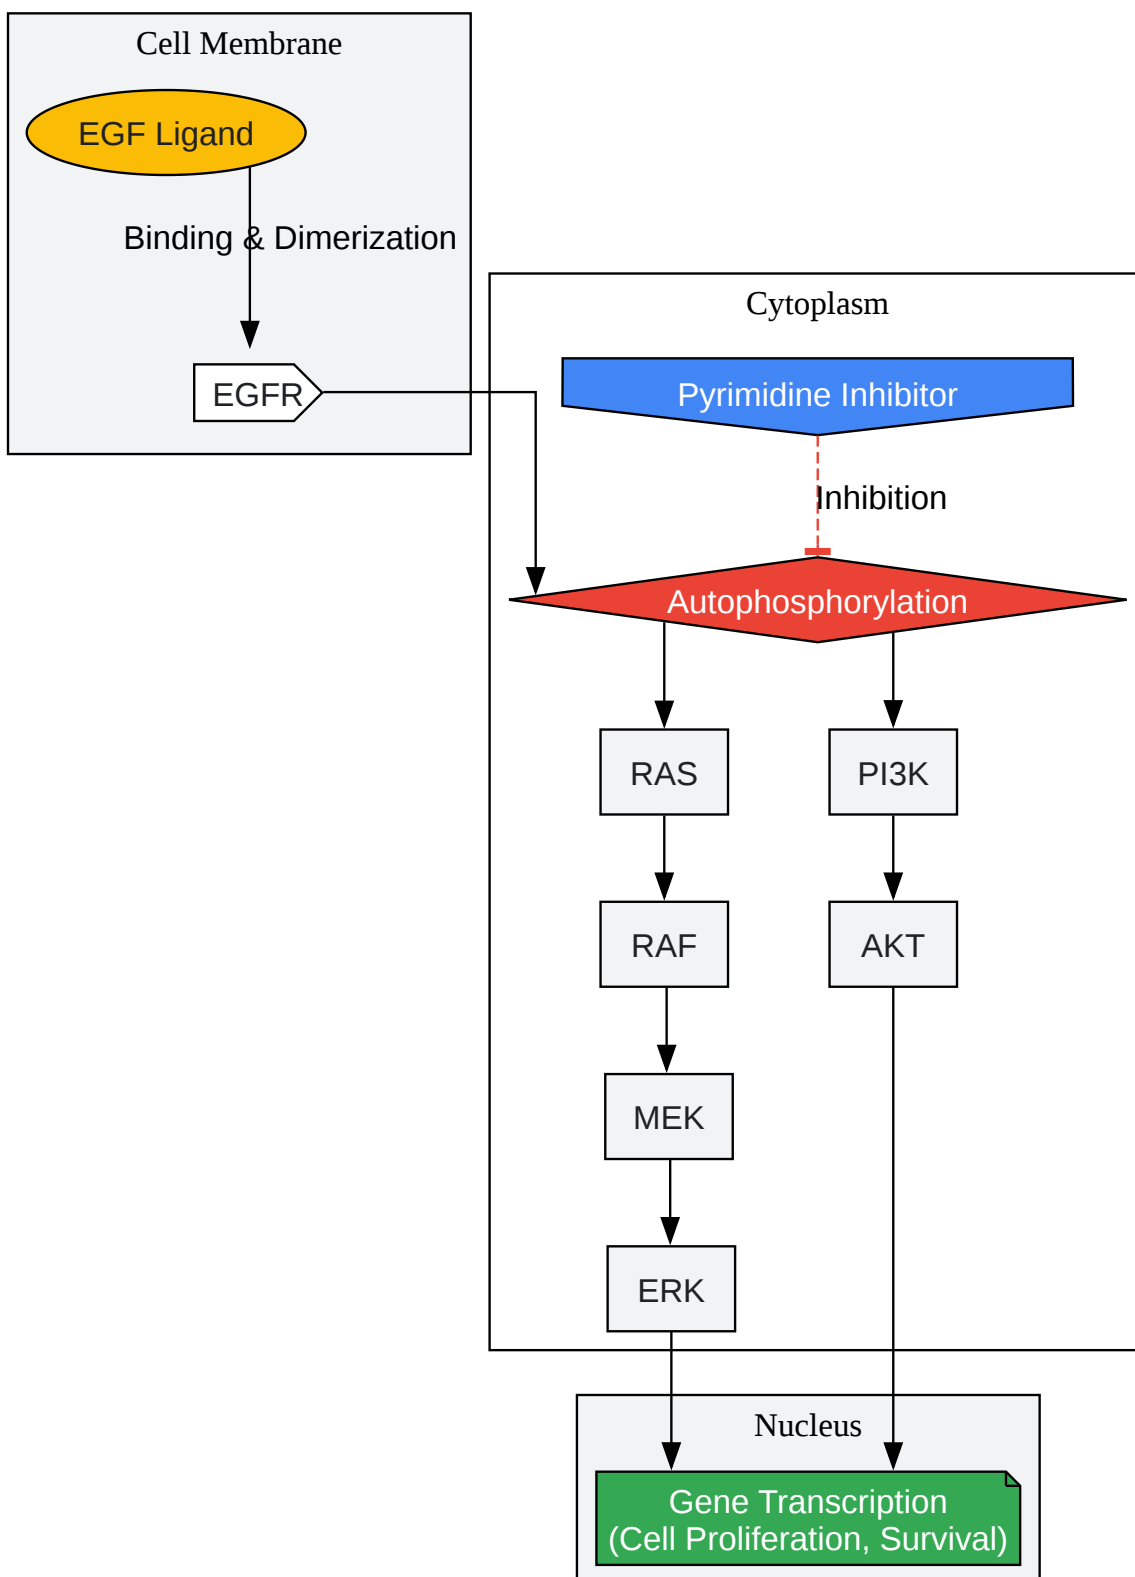 Cell Membrane
EGF Ligand
Binding & Dimerization
EGFR
Cytoplasm
Pyrimidine Inhibitor
Inhibition
Autophosphorylation
RAS
PI3K
RAF
AKT
MEK
ERK
Nucleus
Gene Transcription
(Cell Proliferation, Survival)